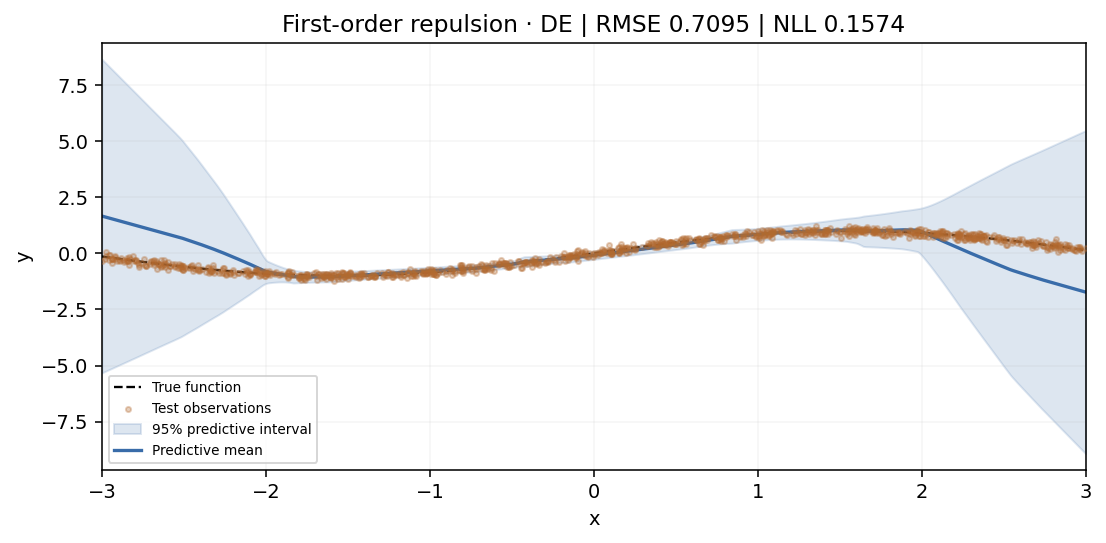 First-order repulsion · DE | RMSE 0.7095 | NLL 0.1574
7.5
5.0
2.5
0.0
−2.5
−5.0
−7.5
y
True function
Test observations
95% predictive interval
Predictive mean
−3 −2 −1 0 1 2 3
x